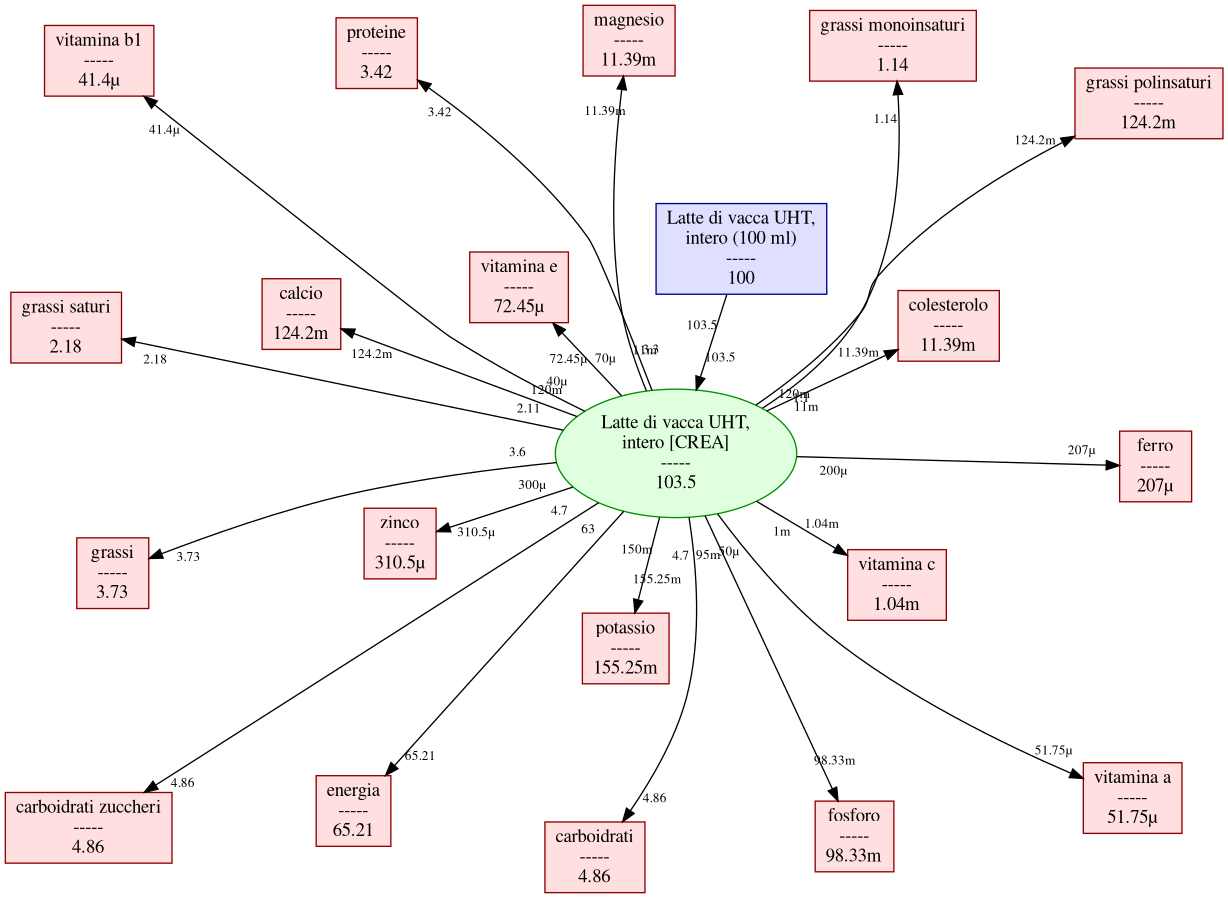 vitamina b1
-----
41.4µ
proteine
-----
3.42
magnesio
-----
11.39m
grassi monoinsaturi
-----
1.14
grassi polinsaturi
-----
124.2m
41.4µ
3.42
11.39m
1.14
124.2m
Latte di vacca UHT,
intero (100 ml)
-----
100
vitamina e
-----
72.45µ
calcio
-----
124.2m
grassi saturi
-----
2.18
colesterolo
-----
11.39m
103.5
103.5
2.18
124.2m
72.45µ
70µ
11m
3.3
11.39m
40µ
120m
2.11
120m
1.1
11m
Latte di vacca UHT,
intero [CREA]
-----
103.5
ferro
-----
207µ
207µ
200µ
3.6
300µ
4.7
63
150m
4.7
95m
50µ
1m
1.04m
zinco
-----
310.5µ
310.5µ
grassi
-----
3.73
3.73
vitamina c
-----
1.04m
155.25m
potassio
-----
155.25m
65.21
98.33m
51.75µ
4.86
4.86
carboidrati zuccheri
-----
4.86
energia
-----
65.21
carboidrati
-----
4.86
fosforo
-----
98.33m
vitamina a
-----
51.75µ